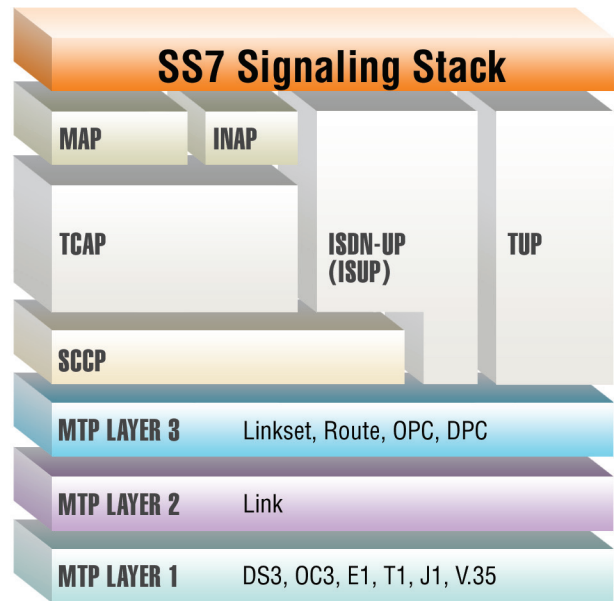 SS7 Signaling Stack
MAP
INAP
TCAP
ISDN-UP
(ISUP)
TUP
SCCP
MTP LAYER 3 Linkset, Route, OPC, DPC
MTP LAYER 2 Link
MTP LAYER 1 DS3, OC3, E1, T1, J1, V.35